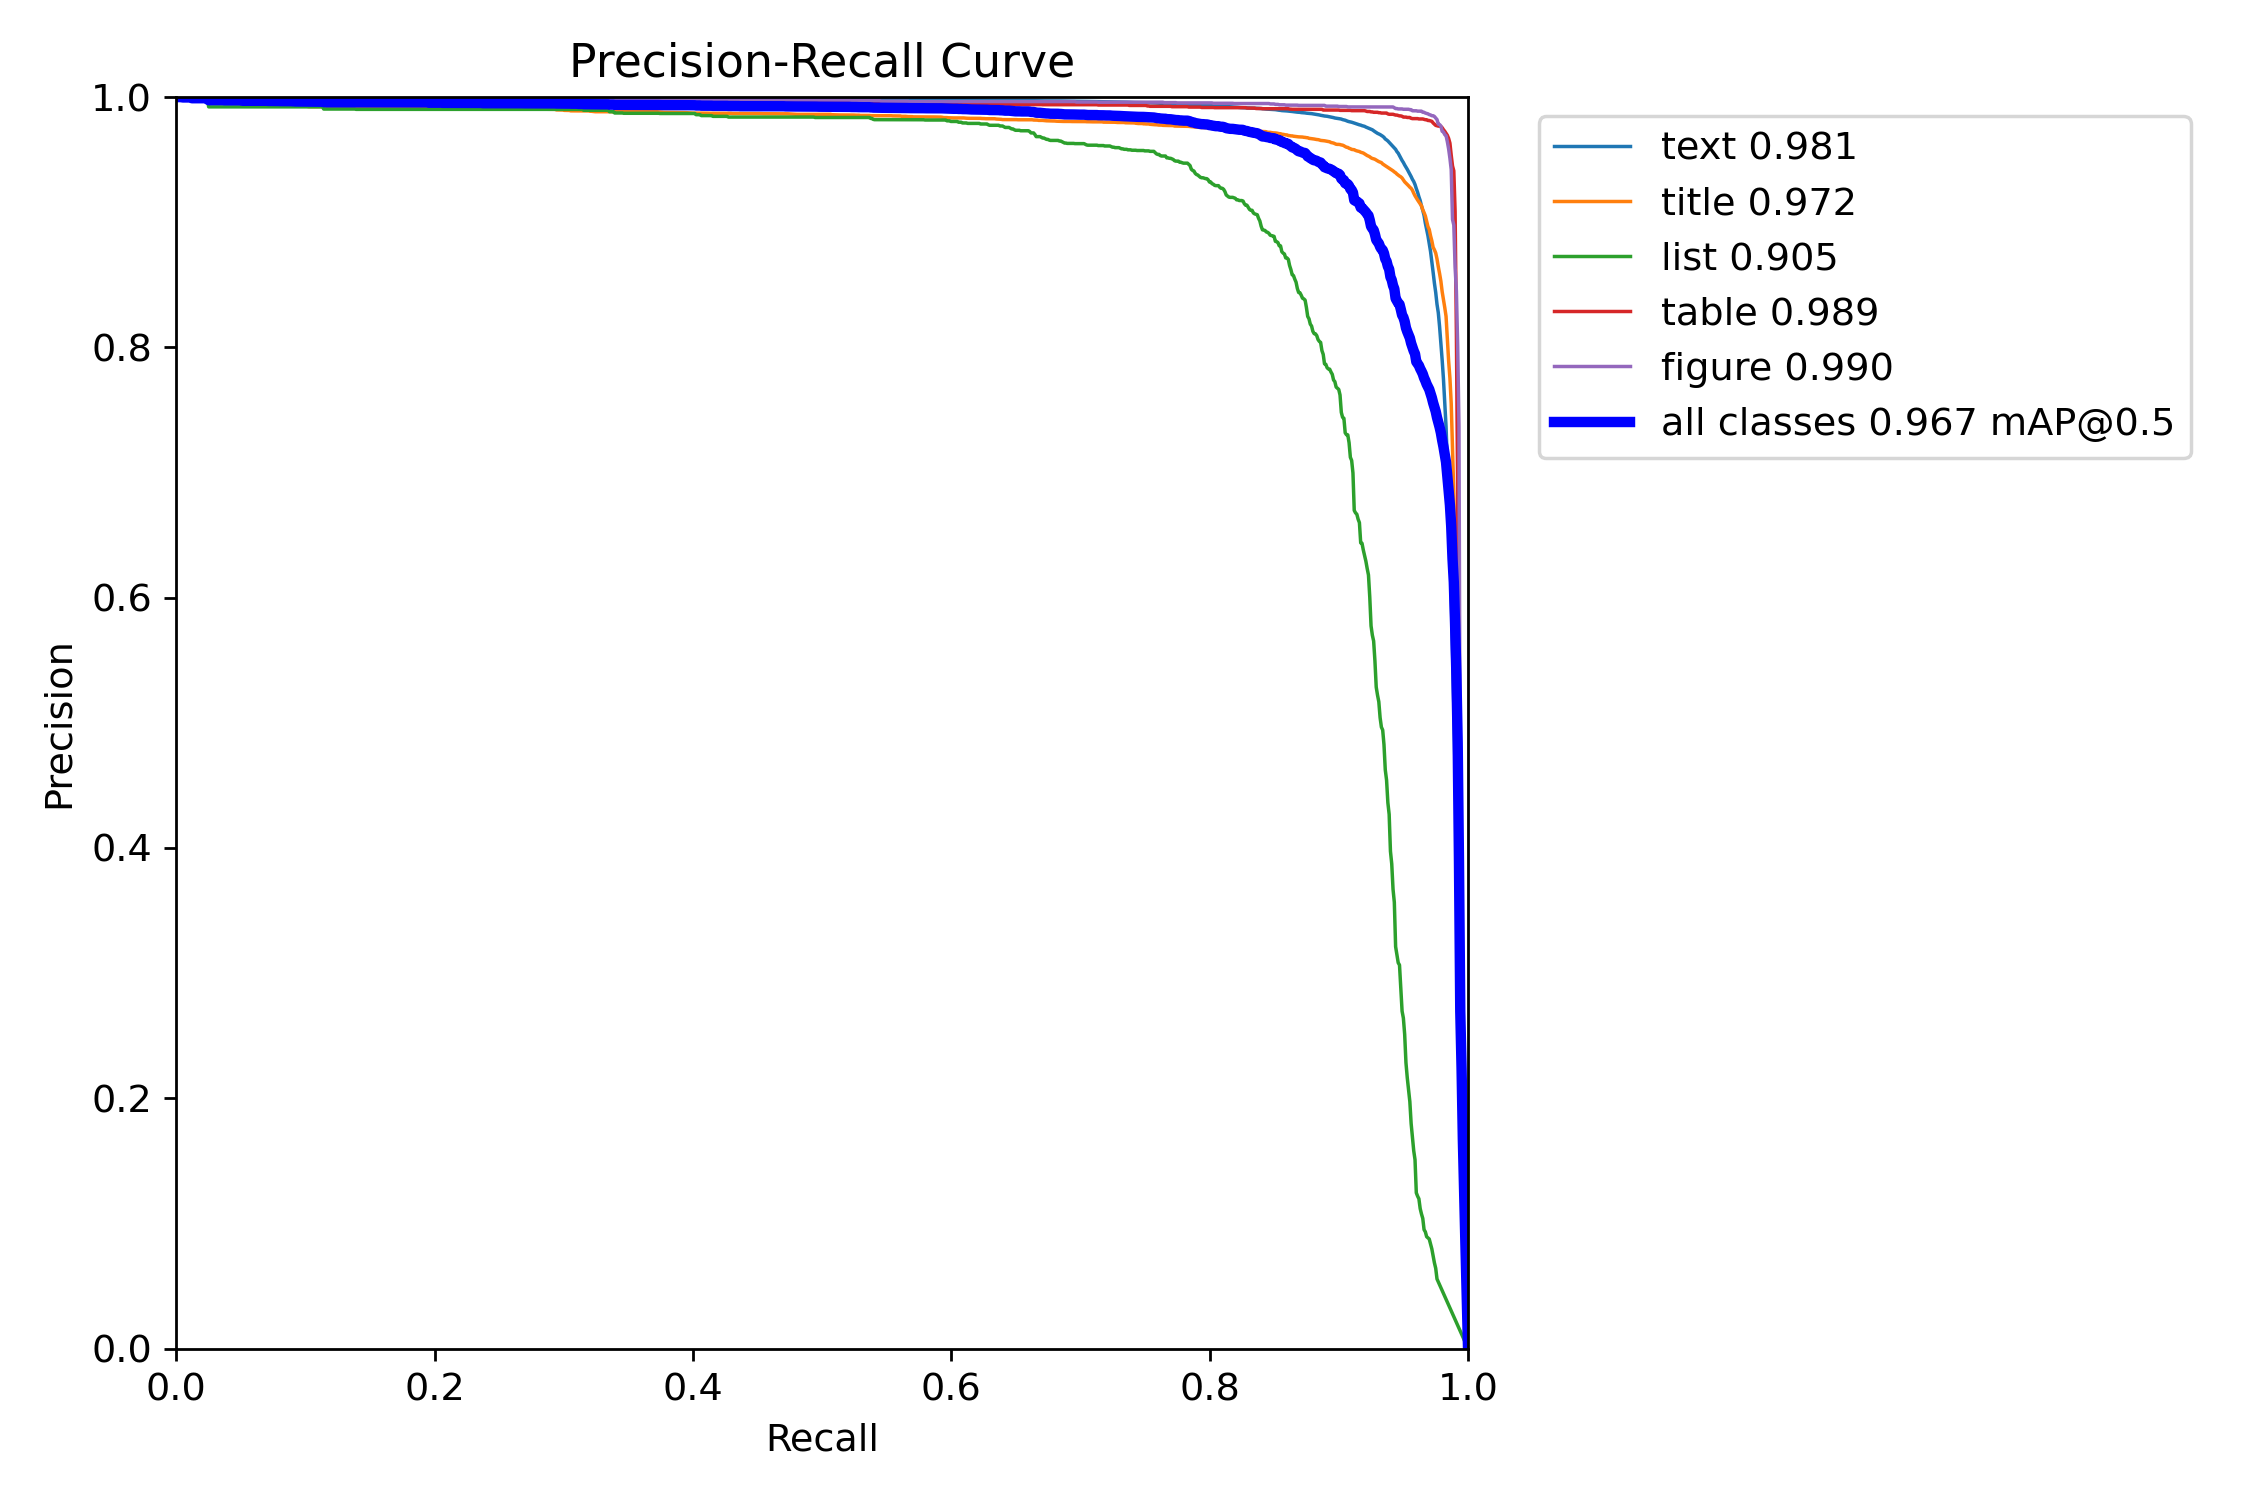 Precision-Recall Curve
1.0
0.8
0.6
0.4
0.2
0.0
Precision
0.0 0.2 0.4 0.6 0.8 1.0
Recall
text 0.981
title 0.972
list 0.905
table 0.989
figure 0.990
all classes 0.967 mAP@0.5